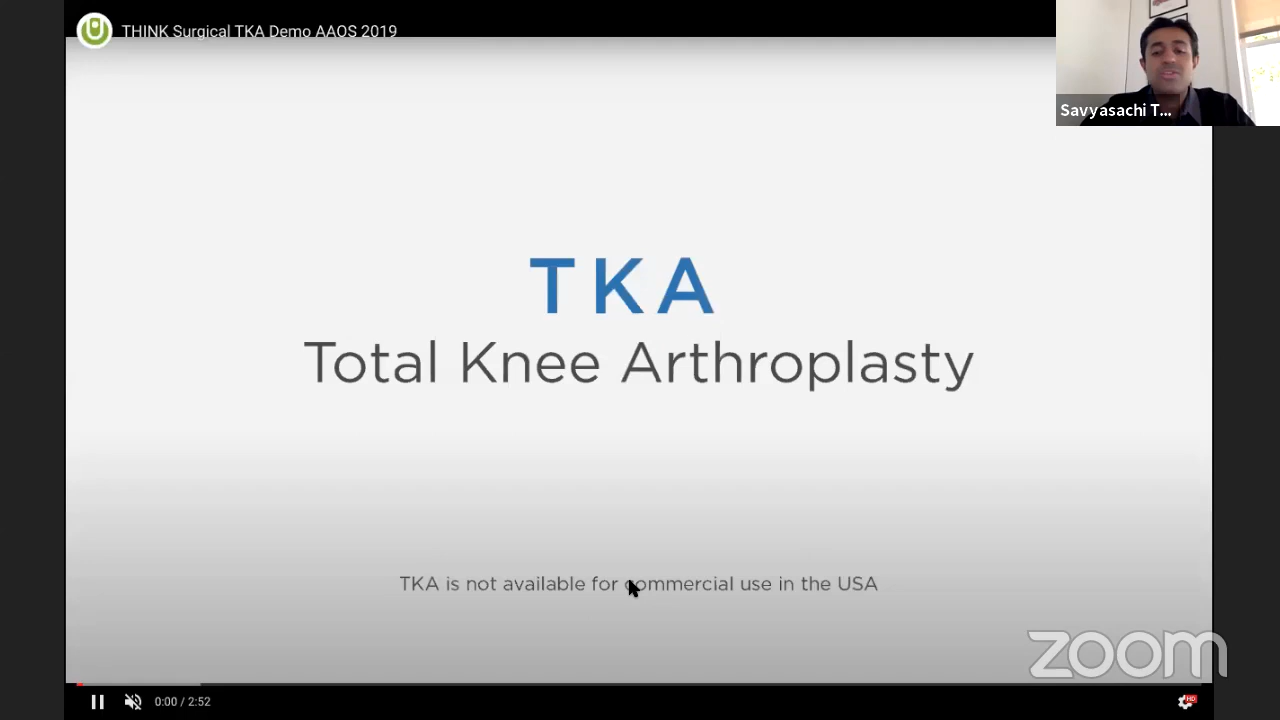 THINK Surgical TKA Demo AAOS 2019
Savyasachi T...
TKA
Total Knee Arthroplasty
TKA is not available for commercial use in the USA
zoom
0:00 / 2:52
HD